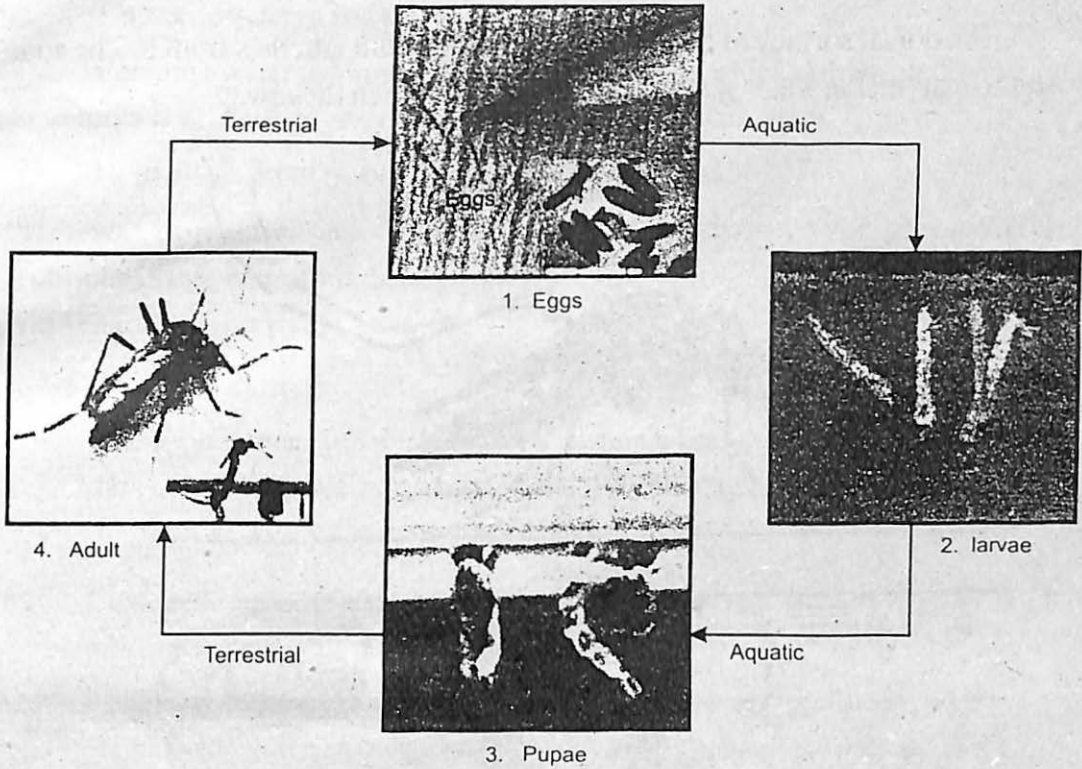 Terrestrial
Aquatic
Eggs
1. Eggs
4. Adult
2. larvae
Terrestrial
Aquatic
3. Pupae